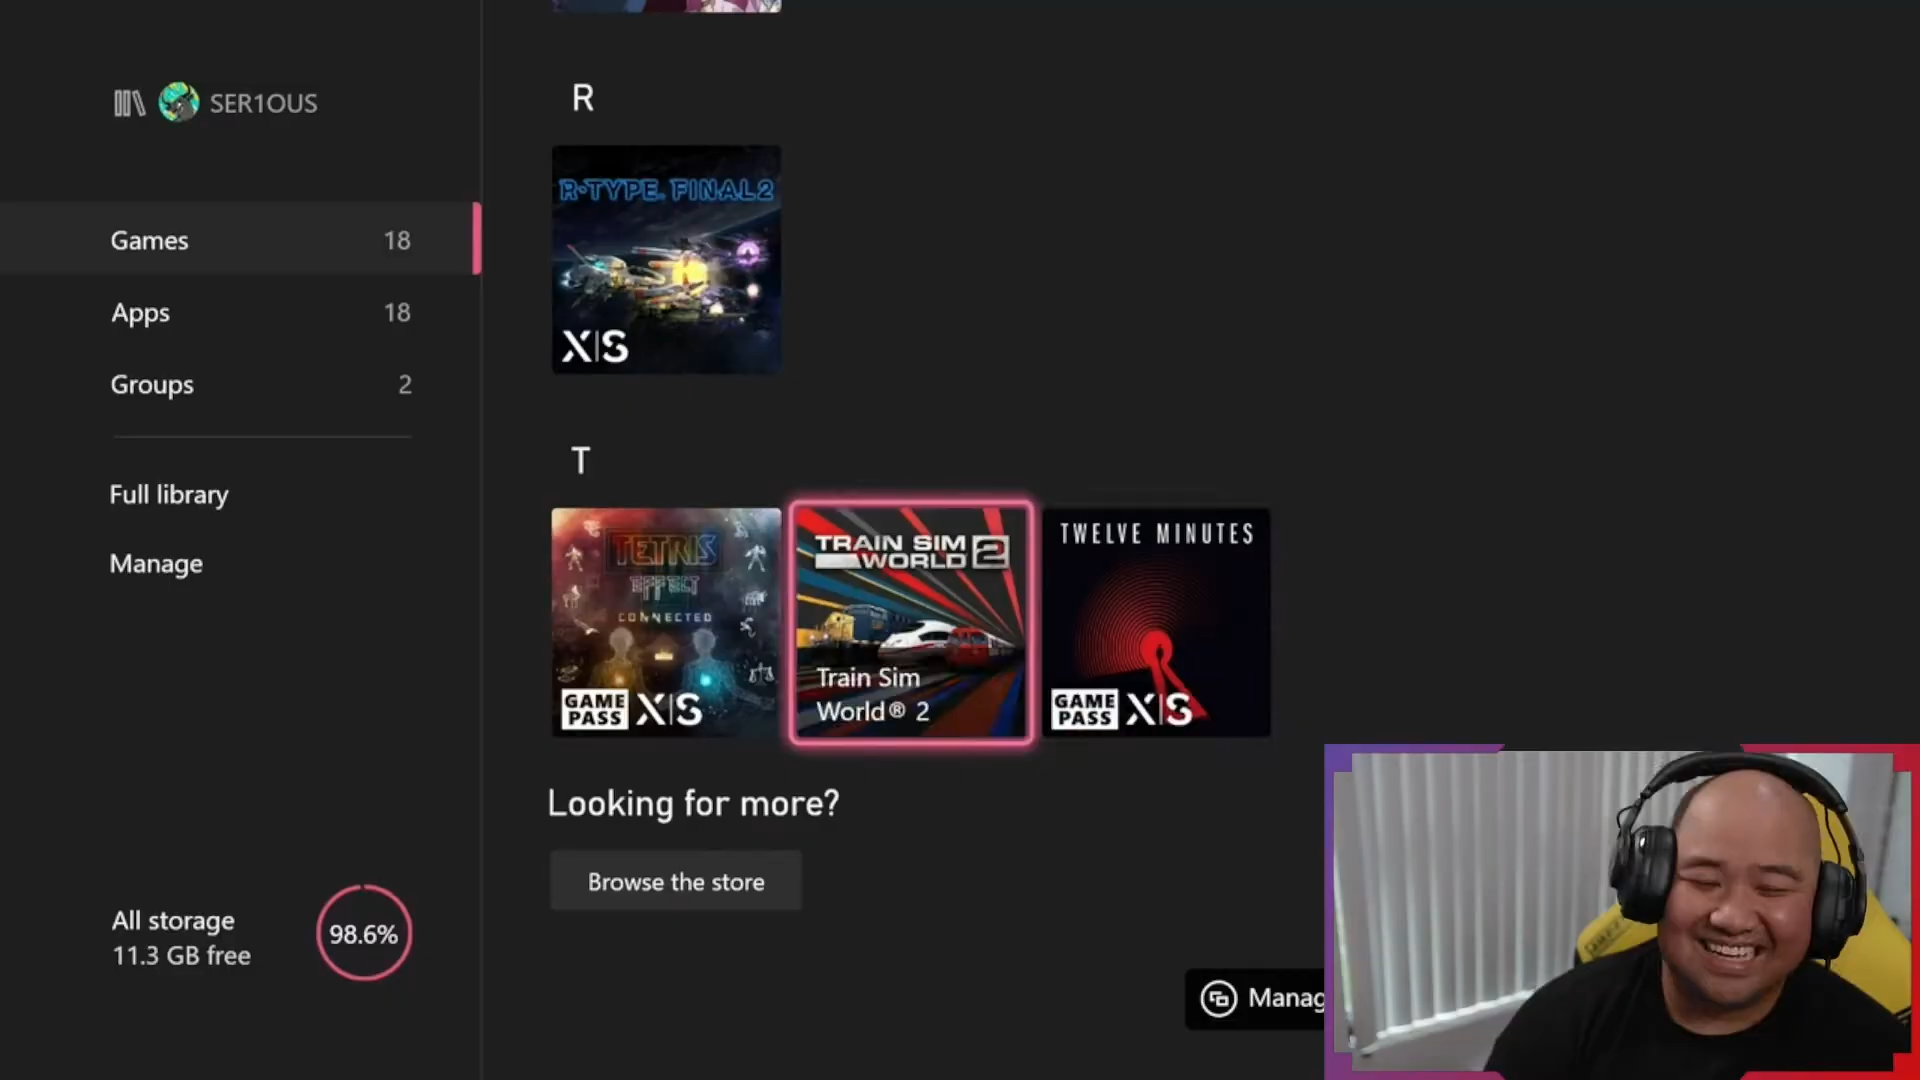 SER1OUS
Games 18
Apps 18
Groups 2
Full library
Manage
All storage
11.3 GB free
98.6%
R
R·TYPE FINAL 2
X|S
T
TETRIS
EFFECT
CONNECTED
GAME
PASS
X|S
TRAIN SIM
WORLD 2
Train Sim
World® 2
TWELVE MINUTES
GAME
PASS
X|S
Looking for more?
Browse the store
Manag